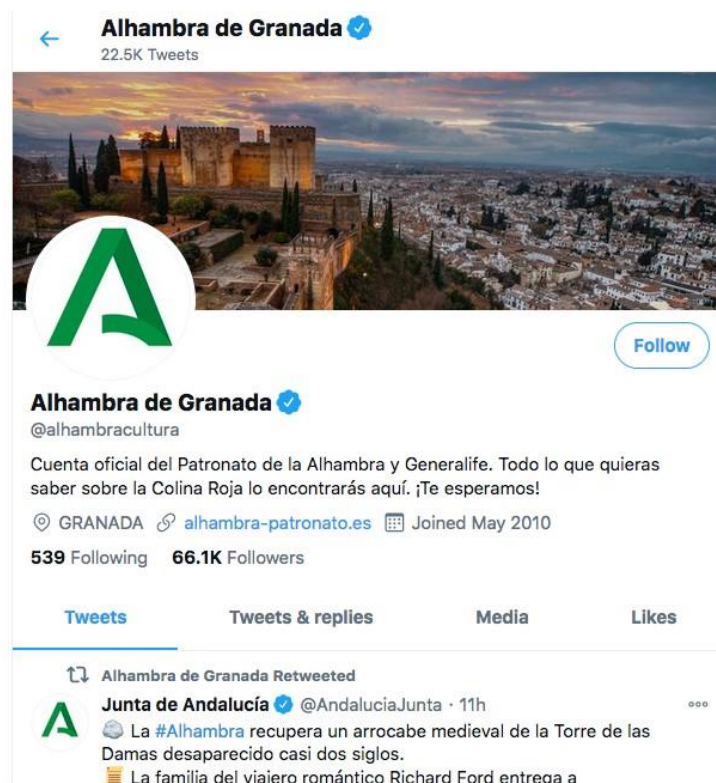 Alhambra de Granada
22.5K Tweets
Follow
Alhambra de Granada
@alhambracultura
Cuenta oficial del Patronato de la Alhambra y Generalife. Todo lo que quieras
saber sobre la Colina Roja lo encontrarás aquí. ¡Te esperamos!
GRANADA alhambra-patronato.es Joined May 2010
539 Following 66.1K Followers
Tweets Tweets & replies Media Likes
Alhambra de Granada Retweeted
Junta de Andalucía @AndaluciaJunta · 11h
La #Alhambra recupera un arrocabe medieval de la Torre de las
Damas desaparecido casi dos siglos.
La familia del viajero romántico Richard Ford entrega a